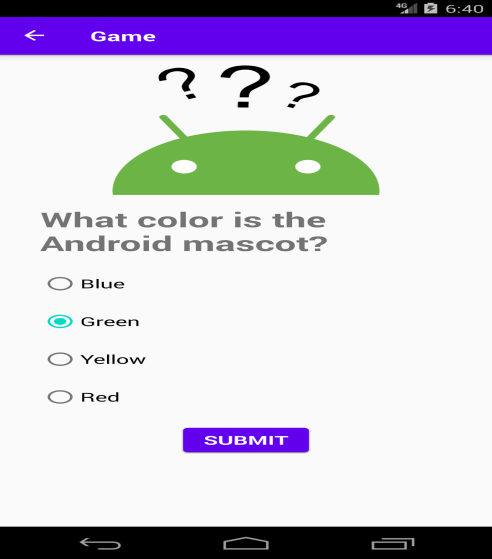 4G 6:40
Game
? ? ?
What color is the
Android mascot?
Blue
Green
Yellow
Red
SUBMIT